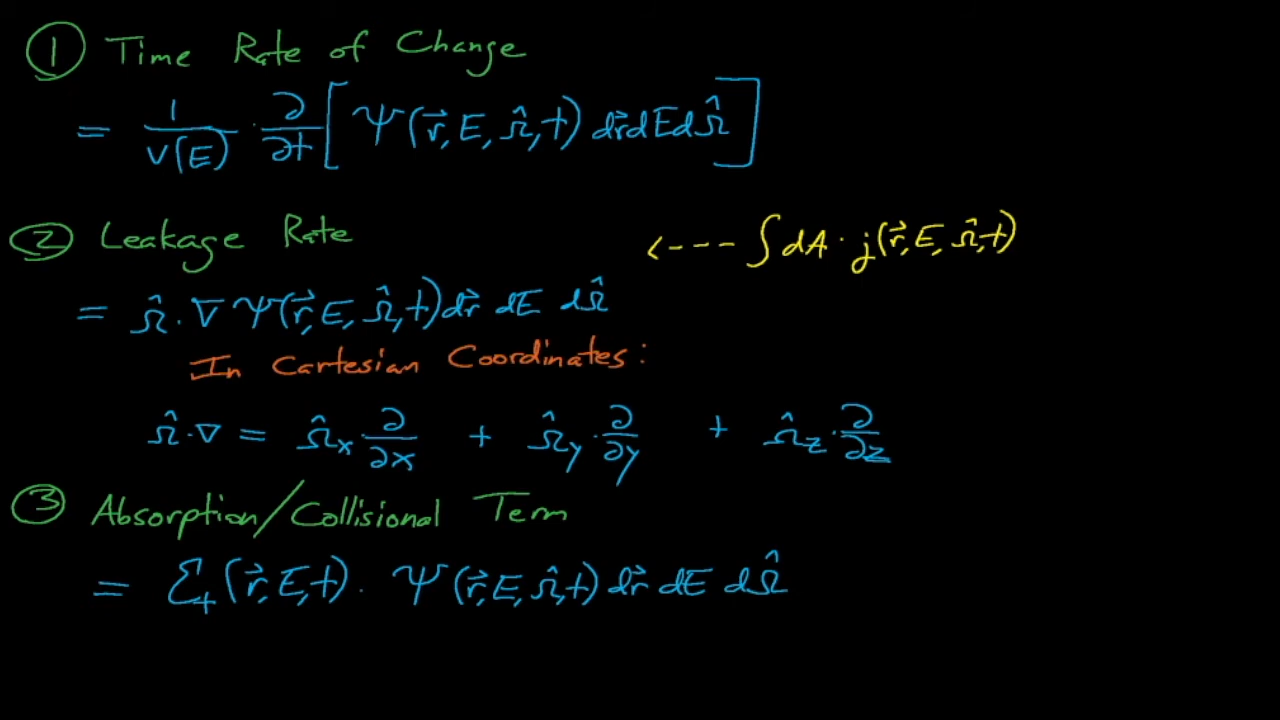 ① Time Rate of Change
= 1/V(E) · ∂/∂t [ Ψ(r⃗, E, Ω̂, t) dr⃗ dE dΩ̂ ]
② Leakage Rate
<--- ∫ dA · j(r⃗, E, Ω̂, t)
= Ω̂ · ∇ Ψ(r⃗, E, Ω̂, t) dr⃗ dE dΩ̂
In Cartesian Coordinates:
Ω̂ · ∇ = Ω̂x · ∂/∂x + Ω̂y · ∂/∂y + Ω̂z · ∂/∂z
③ Absorption/Collisional Term
= Σt (r⃗, E, t) · Ψ(r⃗, E, Ω̂, t) dr⃗ dE dΩ̂